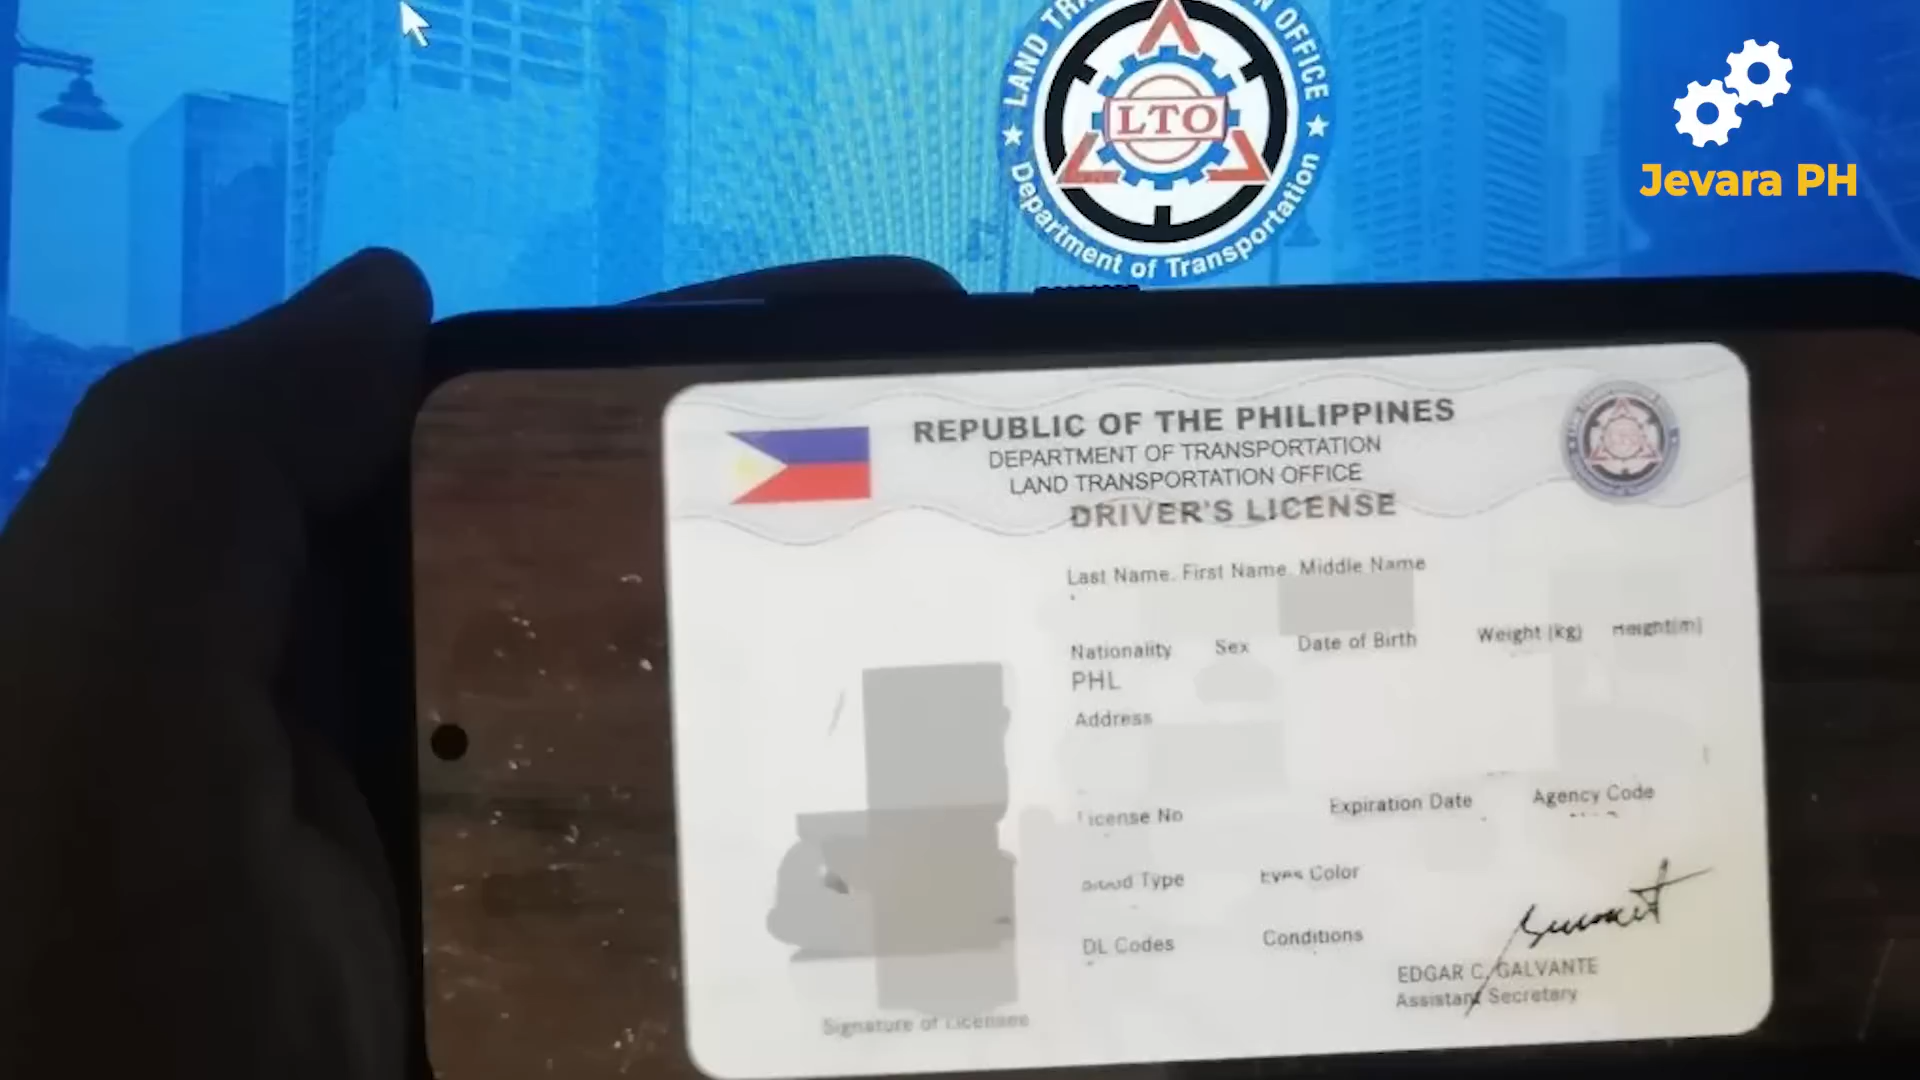 LAND TRA N OFFICE
LTO
Department of Transportation
Jevara PH
REPUBLIC OF THE PHILIPPINES
DEPARTMENT OF TRANSPORTATION
LAND TRANSPORTATION OFFICE
DRIVER'S LICENSE
LTO
Last Name, First Name, Middle Name
Nationality Sex Date of Birth Weight (kg) Height(m)
PHL
Address
License No Expiration Date Agency Code
Blood Type Eyes Color
DL Codes Conditions
EDGAR C. GALVANTE
Assistant Secretary
Signature of Licensee